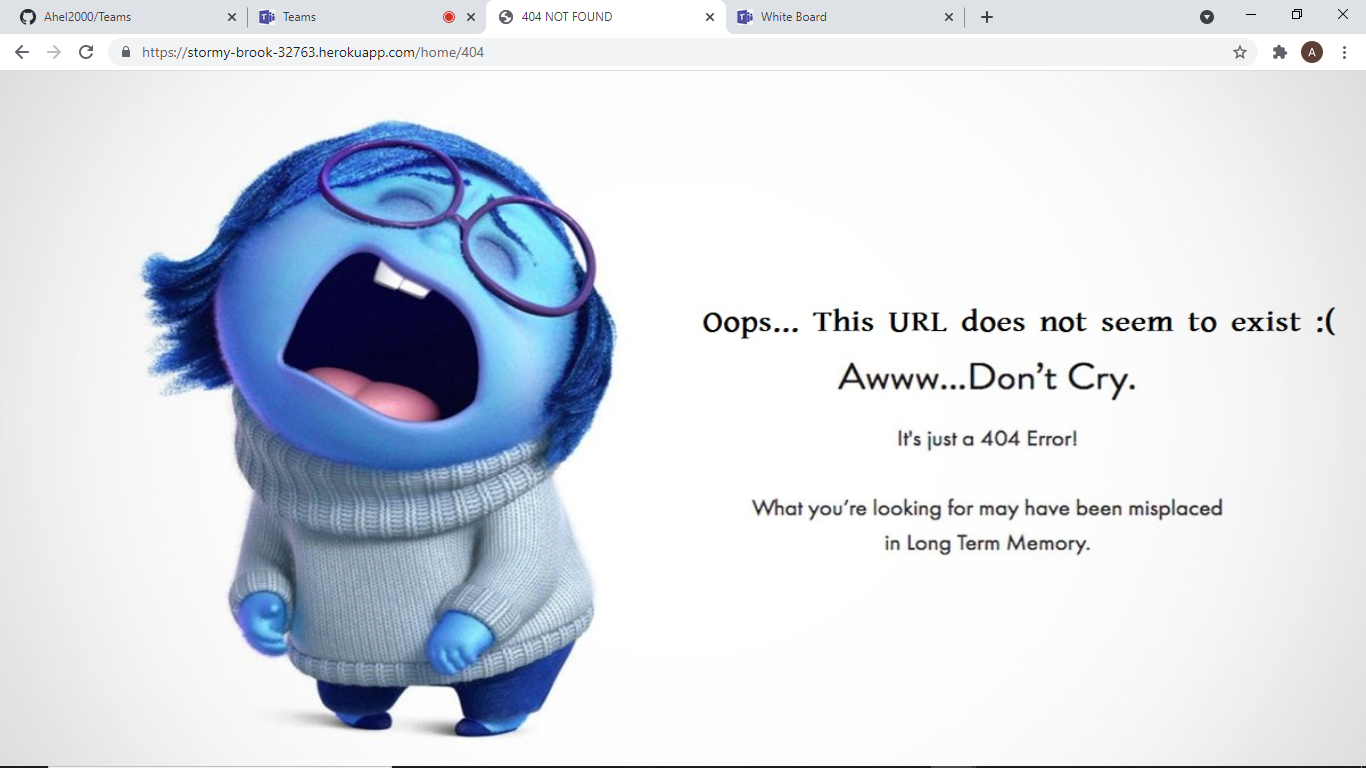 Ahel2000/Teams
Teams
404 NOT FOUND
White Board
https://stormy-brook-32763.herokuapp.com/home/404
A
Oops... This URL does not seem to exist :(
Awww...Don’t Cry.
It's just a 404 Error!
What you’re looking for may have been misplaced
in Long Term Memory.